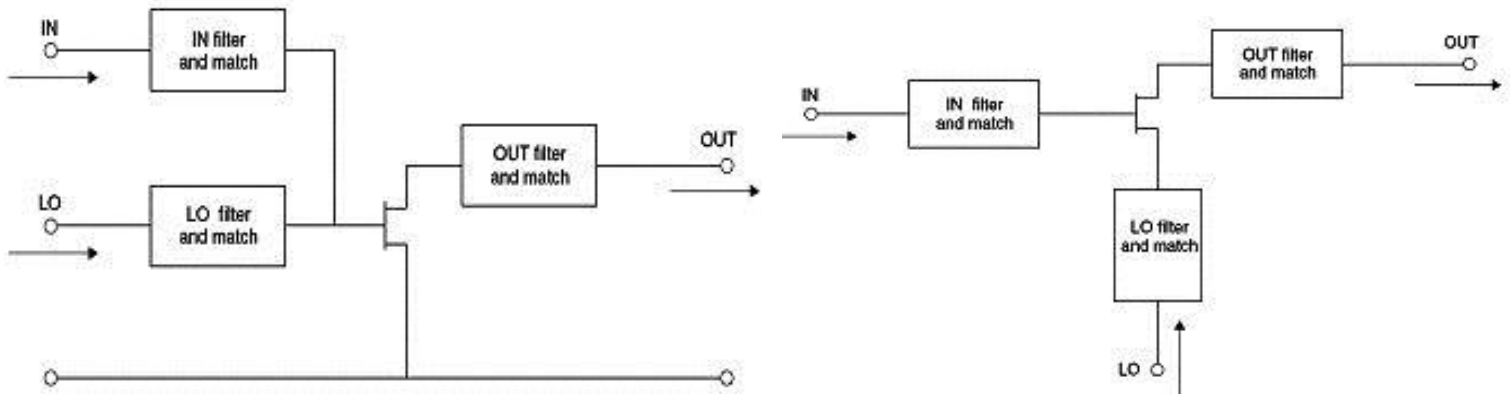 IN
IN filter
and match
LO
LO filter
and match
OUT filter
and match
OUT
IN
IN filter
and match
OUT filter
and match
OUT
LO filter
and match
LO